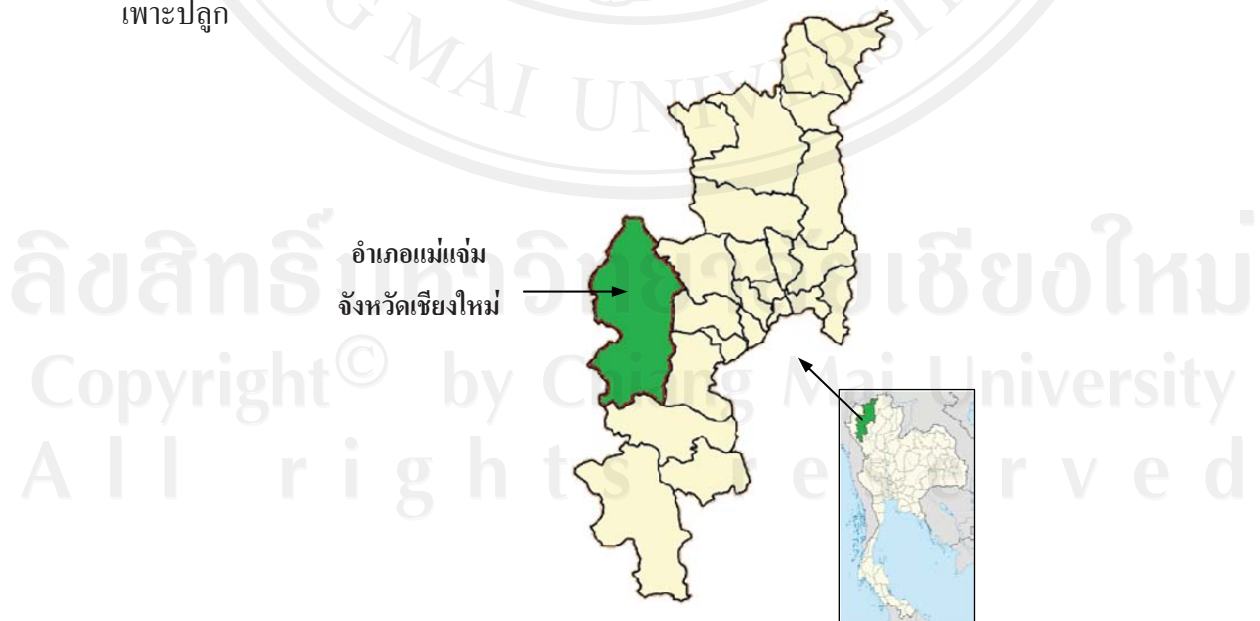 เพาะปลูก
G MAI UNIVERSIT
อำเภอแม่แจ่ม
จังหวัดเชียงใหม่
ลิขสิทธิ์มหาวิทยาลัยเชียงใหม่
Copyright© by Chiang Mai University
All rights reserved